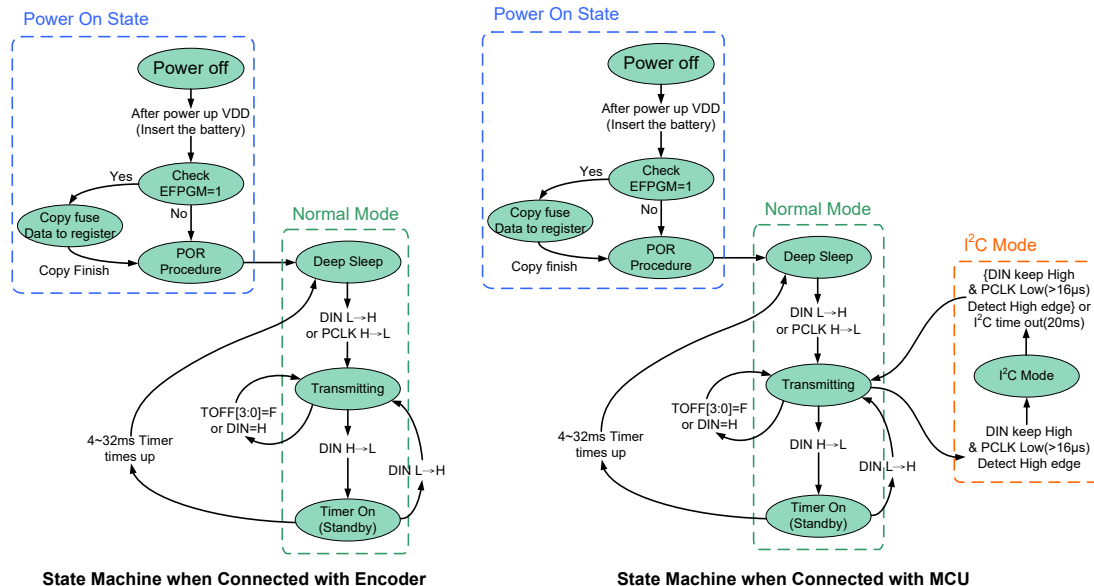 Power On State
Power off
After power up VDD
(Insert the battery)
Check
EFPGM=1
Yes
No
Copy fuse
Data to register
Copy Finish
POR
Procedure
Normal Mode
Deep Sleep
DIN L→H
or PCLK H→L
Transmitting
TOFF[3:0]=F
or DIN=H
DIN H→L
DIN L→H
4~32ms Timer
times up
Timer On
(Standby)
State Machine when Connected with Encoder
Power On State
Power off
After power up VDD
(Insert the battery)
Check
EFPGM=1
Yes
No
Copy fuse
Data to register
Copy finish
POR
Procedure
Normal Mode
Deep Sleep
DIN L→H
or PCLK H→L
Transmitting
TOFF[3:0]=F
or DIN=H
DIN H→L
DIN L→H
4~32ms Timer
times up
Timer On
(Standby)
I²C Mode
{DIN keep High
& PCLK Low(>16µs)
Detect High edge} or
I²C time out(20ms)
I²C Mode
DIN keep High
& PCLK Low(>16µs)
Detect High edge
State Machine when Connected with MCU